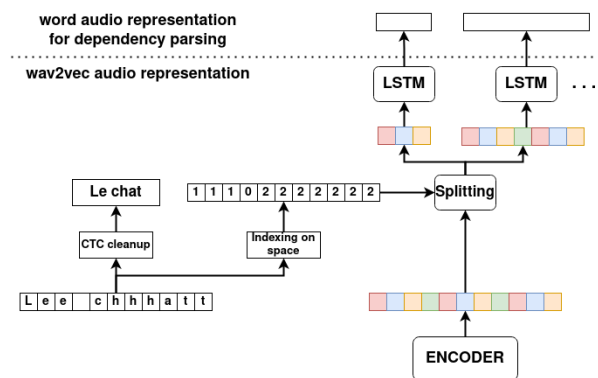 word audio representation
for dependency parsing
wav2vec audio representation
LSTM
LSTM
. . .
Le chat
1 1 1 0 2 2 2 2 2 2 2
Splitting
CTC cleanup
Indexing on
space
L e e c h h h a t t
ENCODER